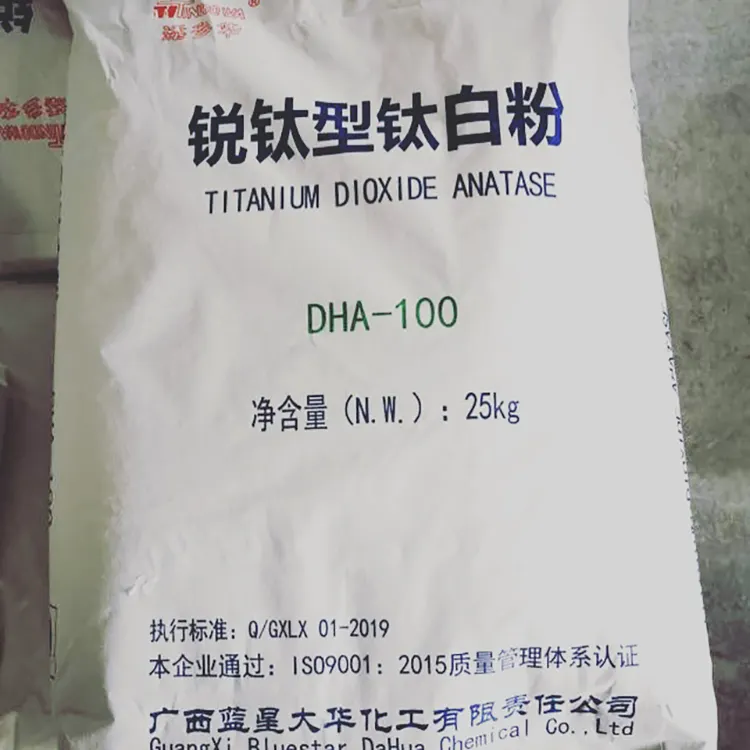 锐钛型钛白粉
TITANIUM DIOXIDE ANATASE
DHA-100
净含量(N.W.):25kg
执行标准:Q/GXLX 01-2019
本企业通过:ISO9001:2015质量管理体系认证
广西蓝星大华化工有限责任公司
GuangXi Bluestar DaHua Chemical Co.,Ltd